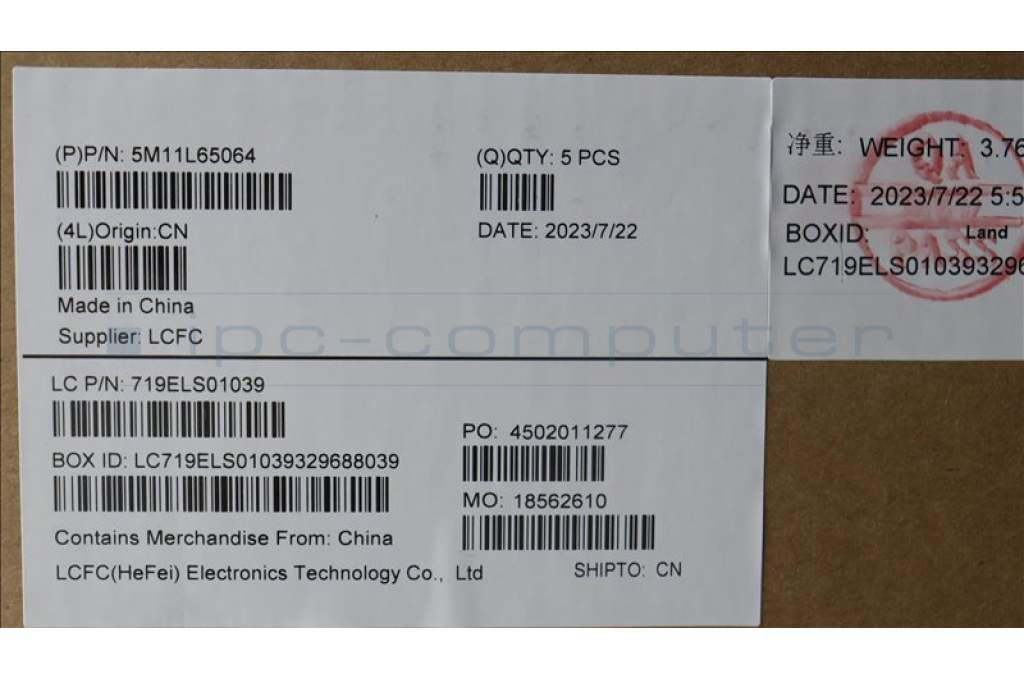 (P)P/N: 5M11L65064
(Q)QTY: 5 PCS
(4L)Origin:CN
DATE: 2023/7/22
Made in China
Supplier: LCFC
净重: WEIGHT: 3.76
DATE: 2023/7/22 5:5
BOXID: Land
LC719ELS010393296
ipc-computer
LC P/N: 719ELS01039
PO: 4502011277
BOX ID: LC719ELS01039329688039
MO: 18562610
Contains Merchandise From: China
LCFC(HeFei) Electronics Technology Co., Ltd
SHIPTO: CN